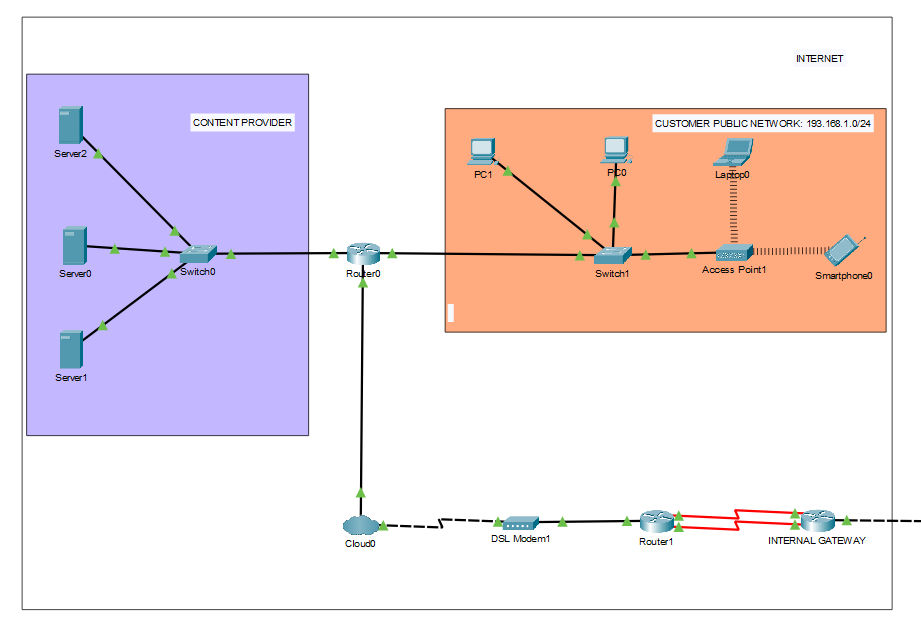 INTERNET
CONTENT PROVIDER
CUSTOMER PUBLIC NETWORK: 193.168.1.0/24
Server2
PC1
PC0
Laptop0
Server0
Switch0
Router0
Switch1
Access Point1
Smartphone0
Server1
Cloud0
DSL Modem1
Router1
INTERNAL GATEWAY